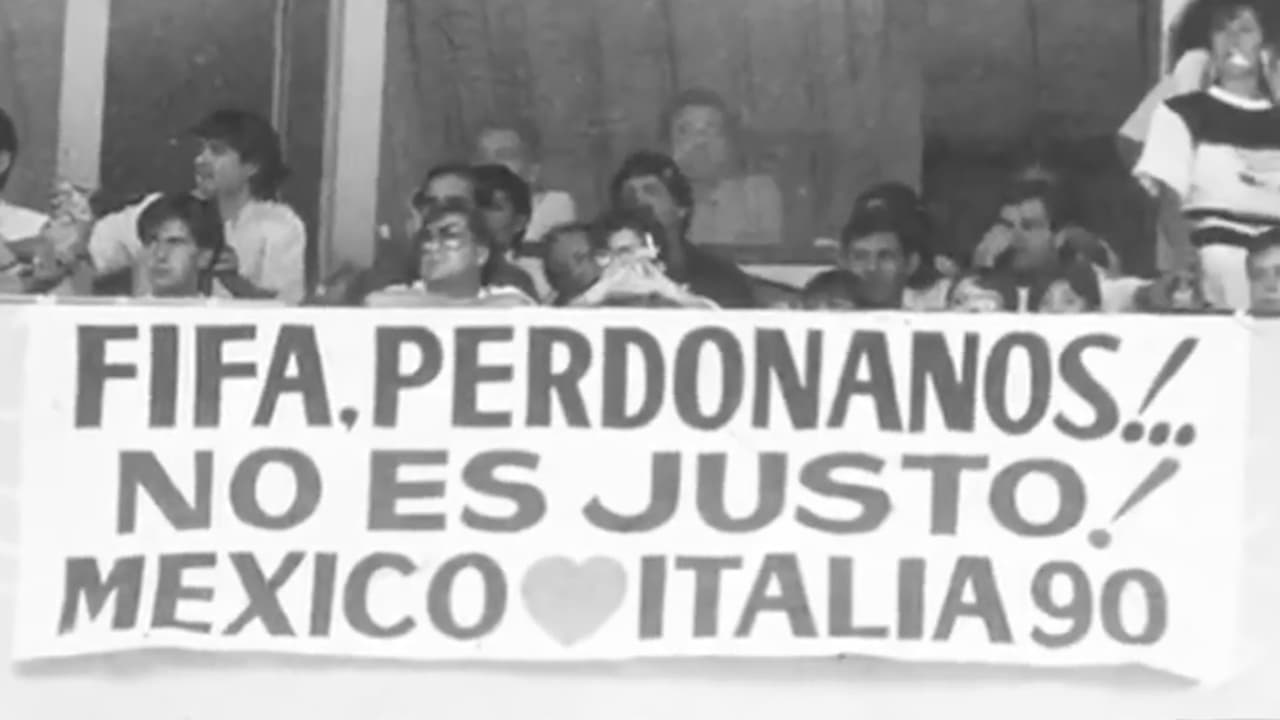 FIFA, PERDONANOS!...
NO ES JUSTO!
MEXICO ♥ ITALIA 90